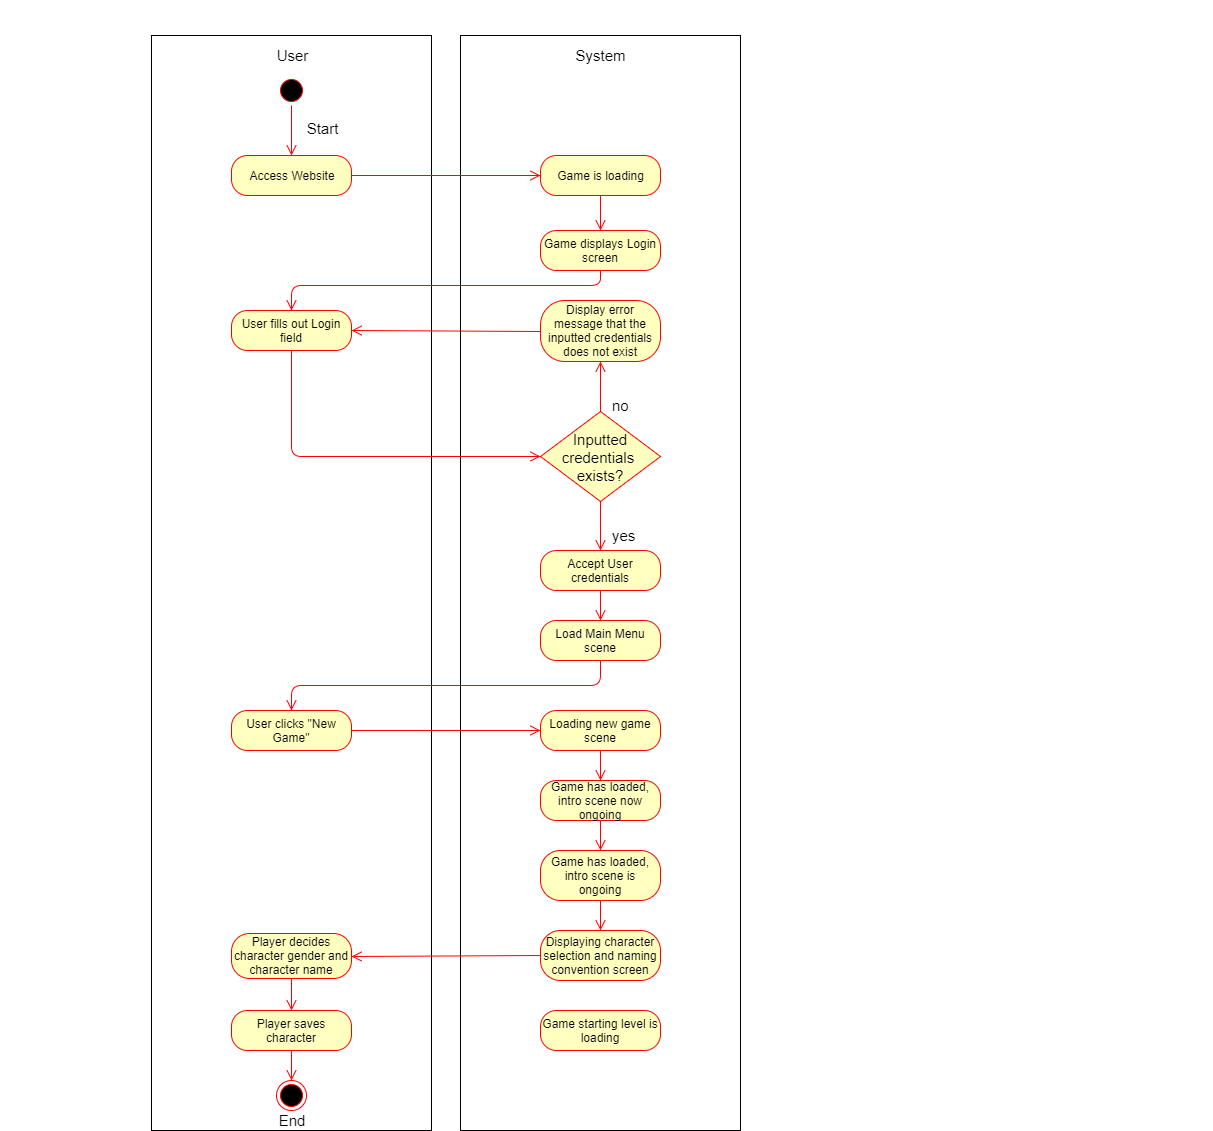 User
System
Start
Access Website
Game is loading
Game displays Login
screen
User fills out Login
field
Display error
message that the
inputted credentials
does not exist
no
Inputted
credentials
exists?
yes
Accept User
credentials
Load Main Menu
scene
User clicks "New
Game"
Loading new game
scene
Game has loaded,
intro scene now
ongoing
Game has loaded,
intro scene is
ongoing
Player decides
character gender and
character name
Displaying character
selection and naming
convention screen
Player saves
character
Game starting level is
loading
End